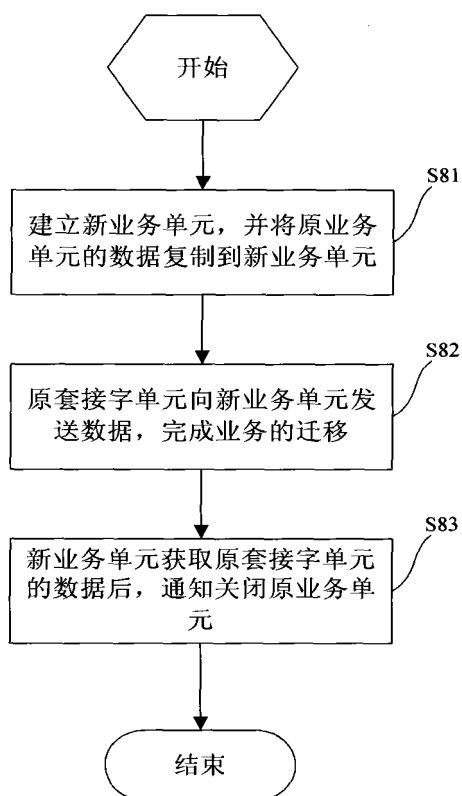 开始
S81
建立新业务单元，并将原业务
单元的数据复制到新业务单元
S82
原套接字单元向新业务单元发
送数据，完成业务的迁移
S83
新业务单元获取原套接字单元
的数据后，通知关闭原业务单
元
结束